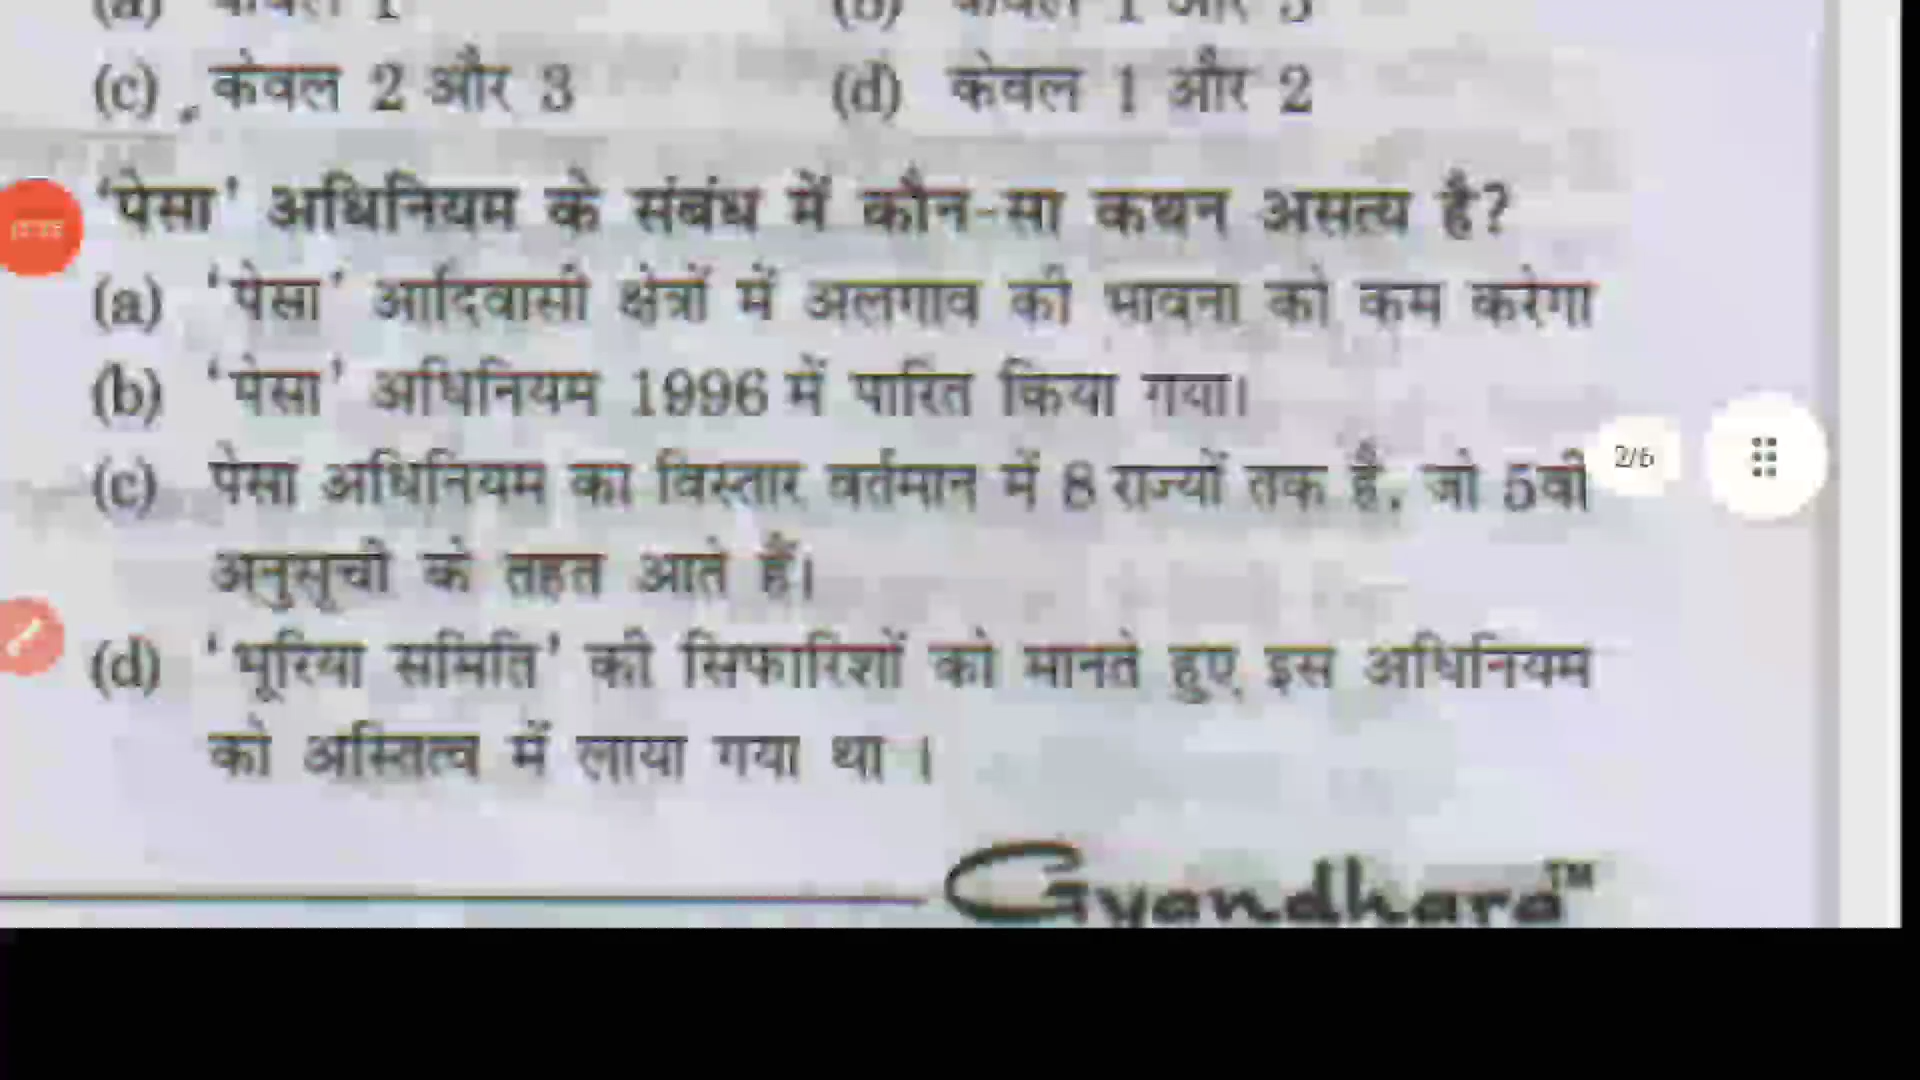 (c) केवल 2 और 3 (d) केवल 1 और 2
'पेसा' अधिनियम के संबंध में कौन-सा कथन असत्य है?
(a) 'पेसा' आदिवासी क्षेत्रों में अलगाव की भावना को कम करेगा
(b) 'पेसा' अधिनियम 1996 में पारित किया गया।
(c) पेसा अधिनियम का विस्तार वर्तमान में 8 राज्यों तक है, जो 5वीं
2/6
अनुसूची के तहत आते हैं।
(d) 'भूरिया समिति' की सिफारिशों को मानते हुए इस अधिनियम
को अस्तित्व में लाया गया था ।
Gyandhara™